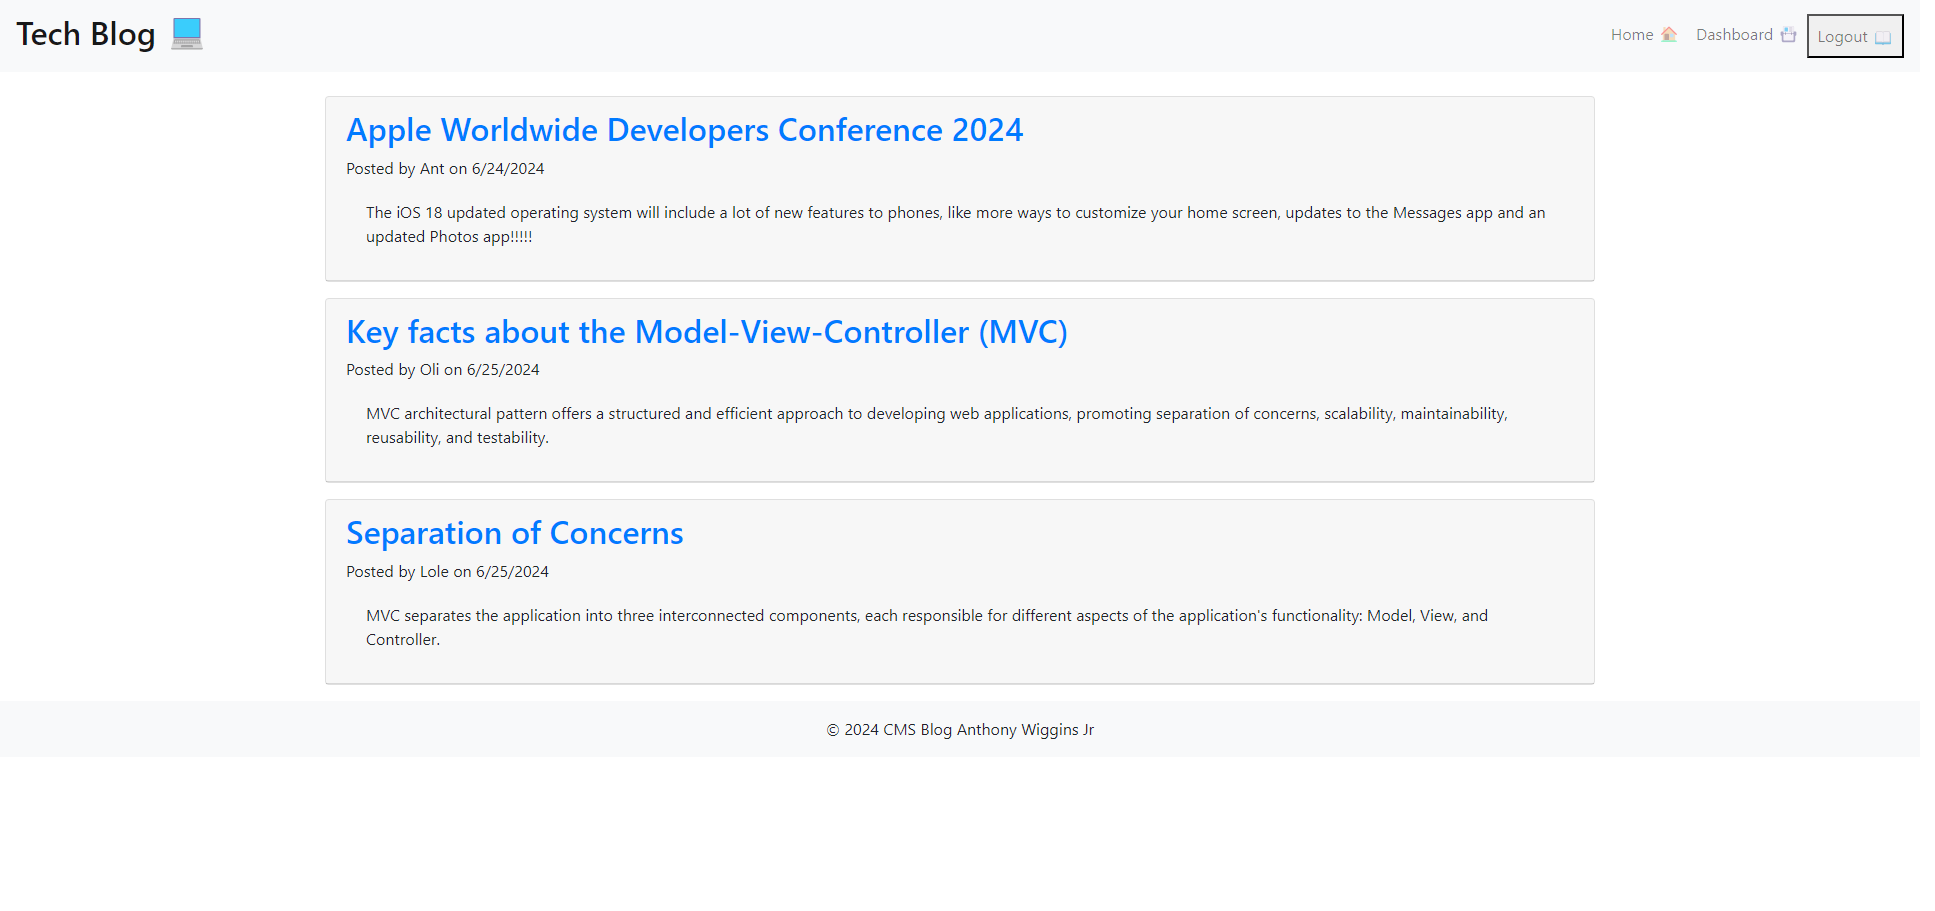 Tech Blog 💻
Home 🏠 Dashboard 📇 Logout 📖
Apple Worldwide Developers Conference 2024
Posted by Ant on 6/24/2024
The iOS 18 updated operating system will include a lot of new features to phones, like more ways to customize your home screen, updates to the Messages app and an
updated Photos app!!!!!
Key facts about the Model-View-Controller (MVC)
Posted by Oli on 6/25/2024
MVC architectural pattern offers a structured and efficient approach to developing web applications, promoting separation of concerns, scalability, maintainability,
reusability, and testability.
Separation of Concerns
Posted by Lole on 6/25/2024
MVC separates the application into three interconnected components, each responsible for different aspects of the application's functionality: Model, View, and
Controller.
© 2024 CMS Blog Anthony Wiggins Jr